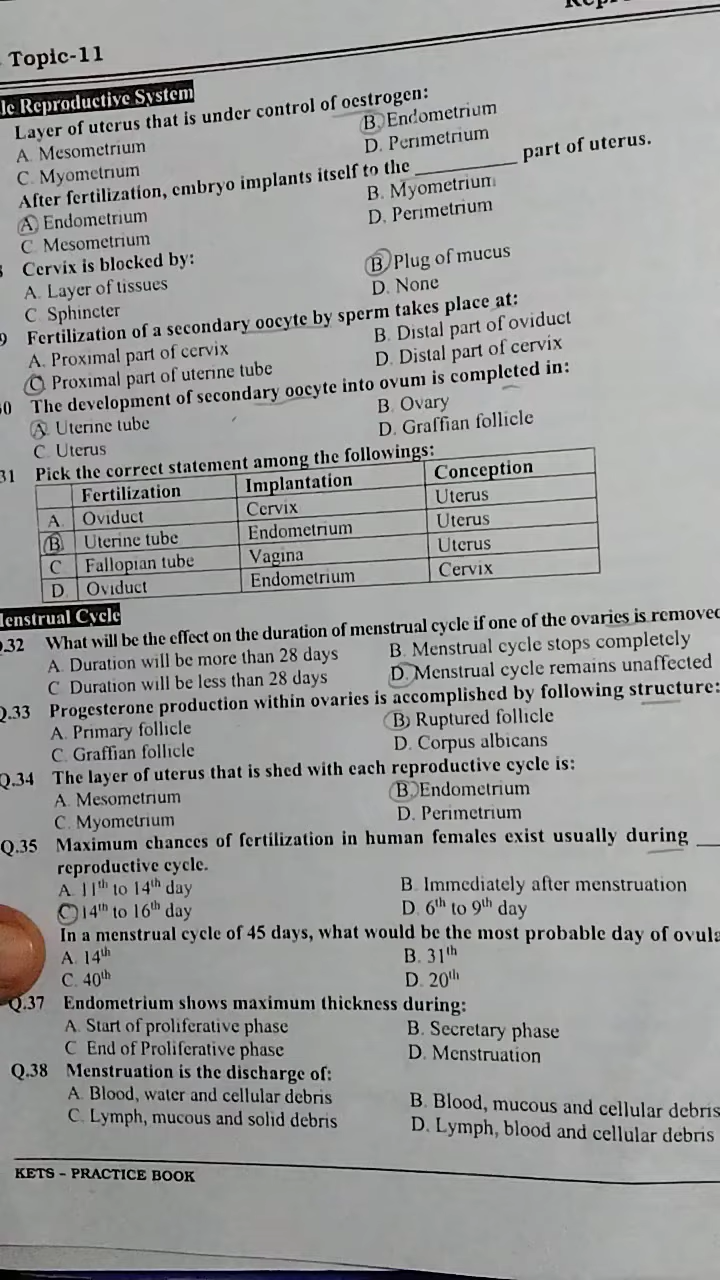 Topic-11
le Reproductive System
Layer of uterus that is under control of oestrogen:
A. Mesometrium B. Endometrium
C. Myometrium D. Perimetrium
After fertilization, embryo implants itself to the __________ part of uterus.
A. Endometrium B. Myometrium
C. Mesometrium D. Perimetrium
Cervix is blocked by:
A. Layer of tissues B. Plug of mucus
C. Sphincter D. None
9 Fertilization of a secondary oocyte by sperm takes place at:
A. Proximal part of cervix B. Distal part of oviduct
C. Proximal part of uterine tube D. Distal part of cervix
30 The development of secondary oocyte into ovum is completed in:
A. Uterine tube B. Ovary
C. Uterus D. Graffian follicle
31 Pick the correct statement among the followings:
Fertilization Implantation Conception
A. Oviduct Cervix Uterus
B. Uterine tube Endometrium Uterus
C. Fallopian tube Vagina Uterus
D. Oviduct Endometrium Cervix
Menstrual Cycle
Q.32 What will be the effect on the duration of menstrual cycle if one of the ovaries is removed
A. Duration will be more than 28 days B. Menstrual cycle stops completely
C Duration will be less than 28 days D. Menstrual cycle remains unaffected
Q.33 Progesterone production within ovaries is accomplished by following structure:
A. Primary follicle B. Ruptured follicle
C. Graffian follicle D. Corpus albicans
Q.34 The layer of uterus that is shed with each reproductive cycle is:
A. Mesometrium B. Endometrium
C. Myometrium D. Perimetrium
Q.35 Maximum chances of fertilization in human females exist usually during __
reproductive cycle.
A. 11th to 14th day B. Immediately after menstruation
C. 14th to 16th day D. 6th to 9th day
In a menstrual cycle of 45 days, what would be the most probable day of ovula
A. 14th B. 31th
C. 40th D. 20th
Q.37 Endometrium shows maximum thickness during:
A. Start of proliferative phase B. Secretary phase
C End of Proliferative phase D. Menstruation
Q.38 Menstruation is the discharge of:
A. Blood, water and cellular debris B. Blood, mucous and cellular debris
C. Lymph, mucous and solid debris D. Lymph, blood and cellular debris
KETS – PRACTICE BOOK